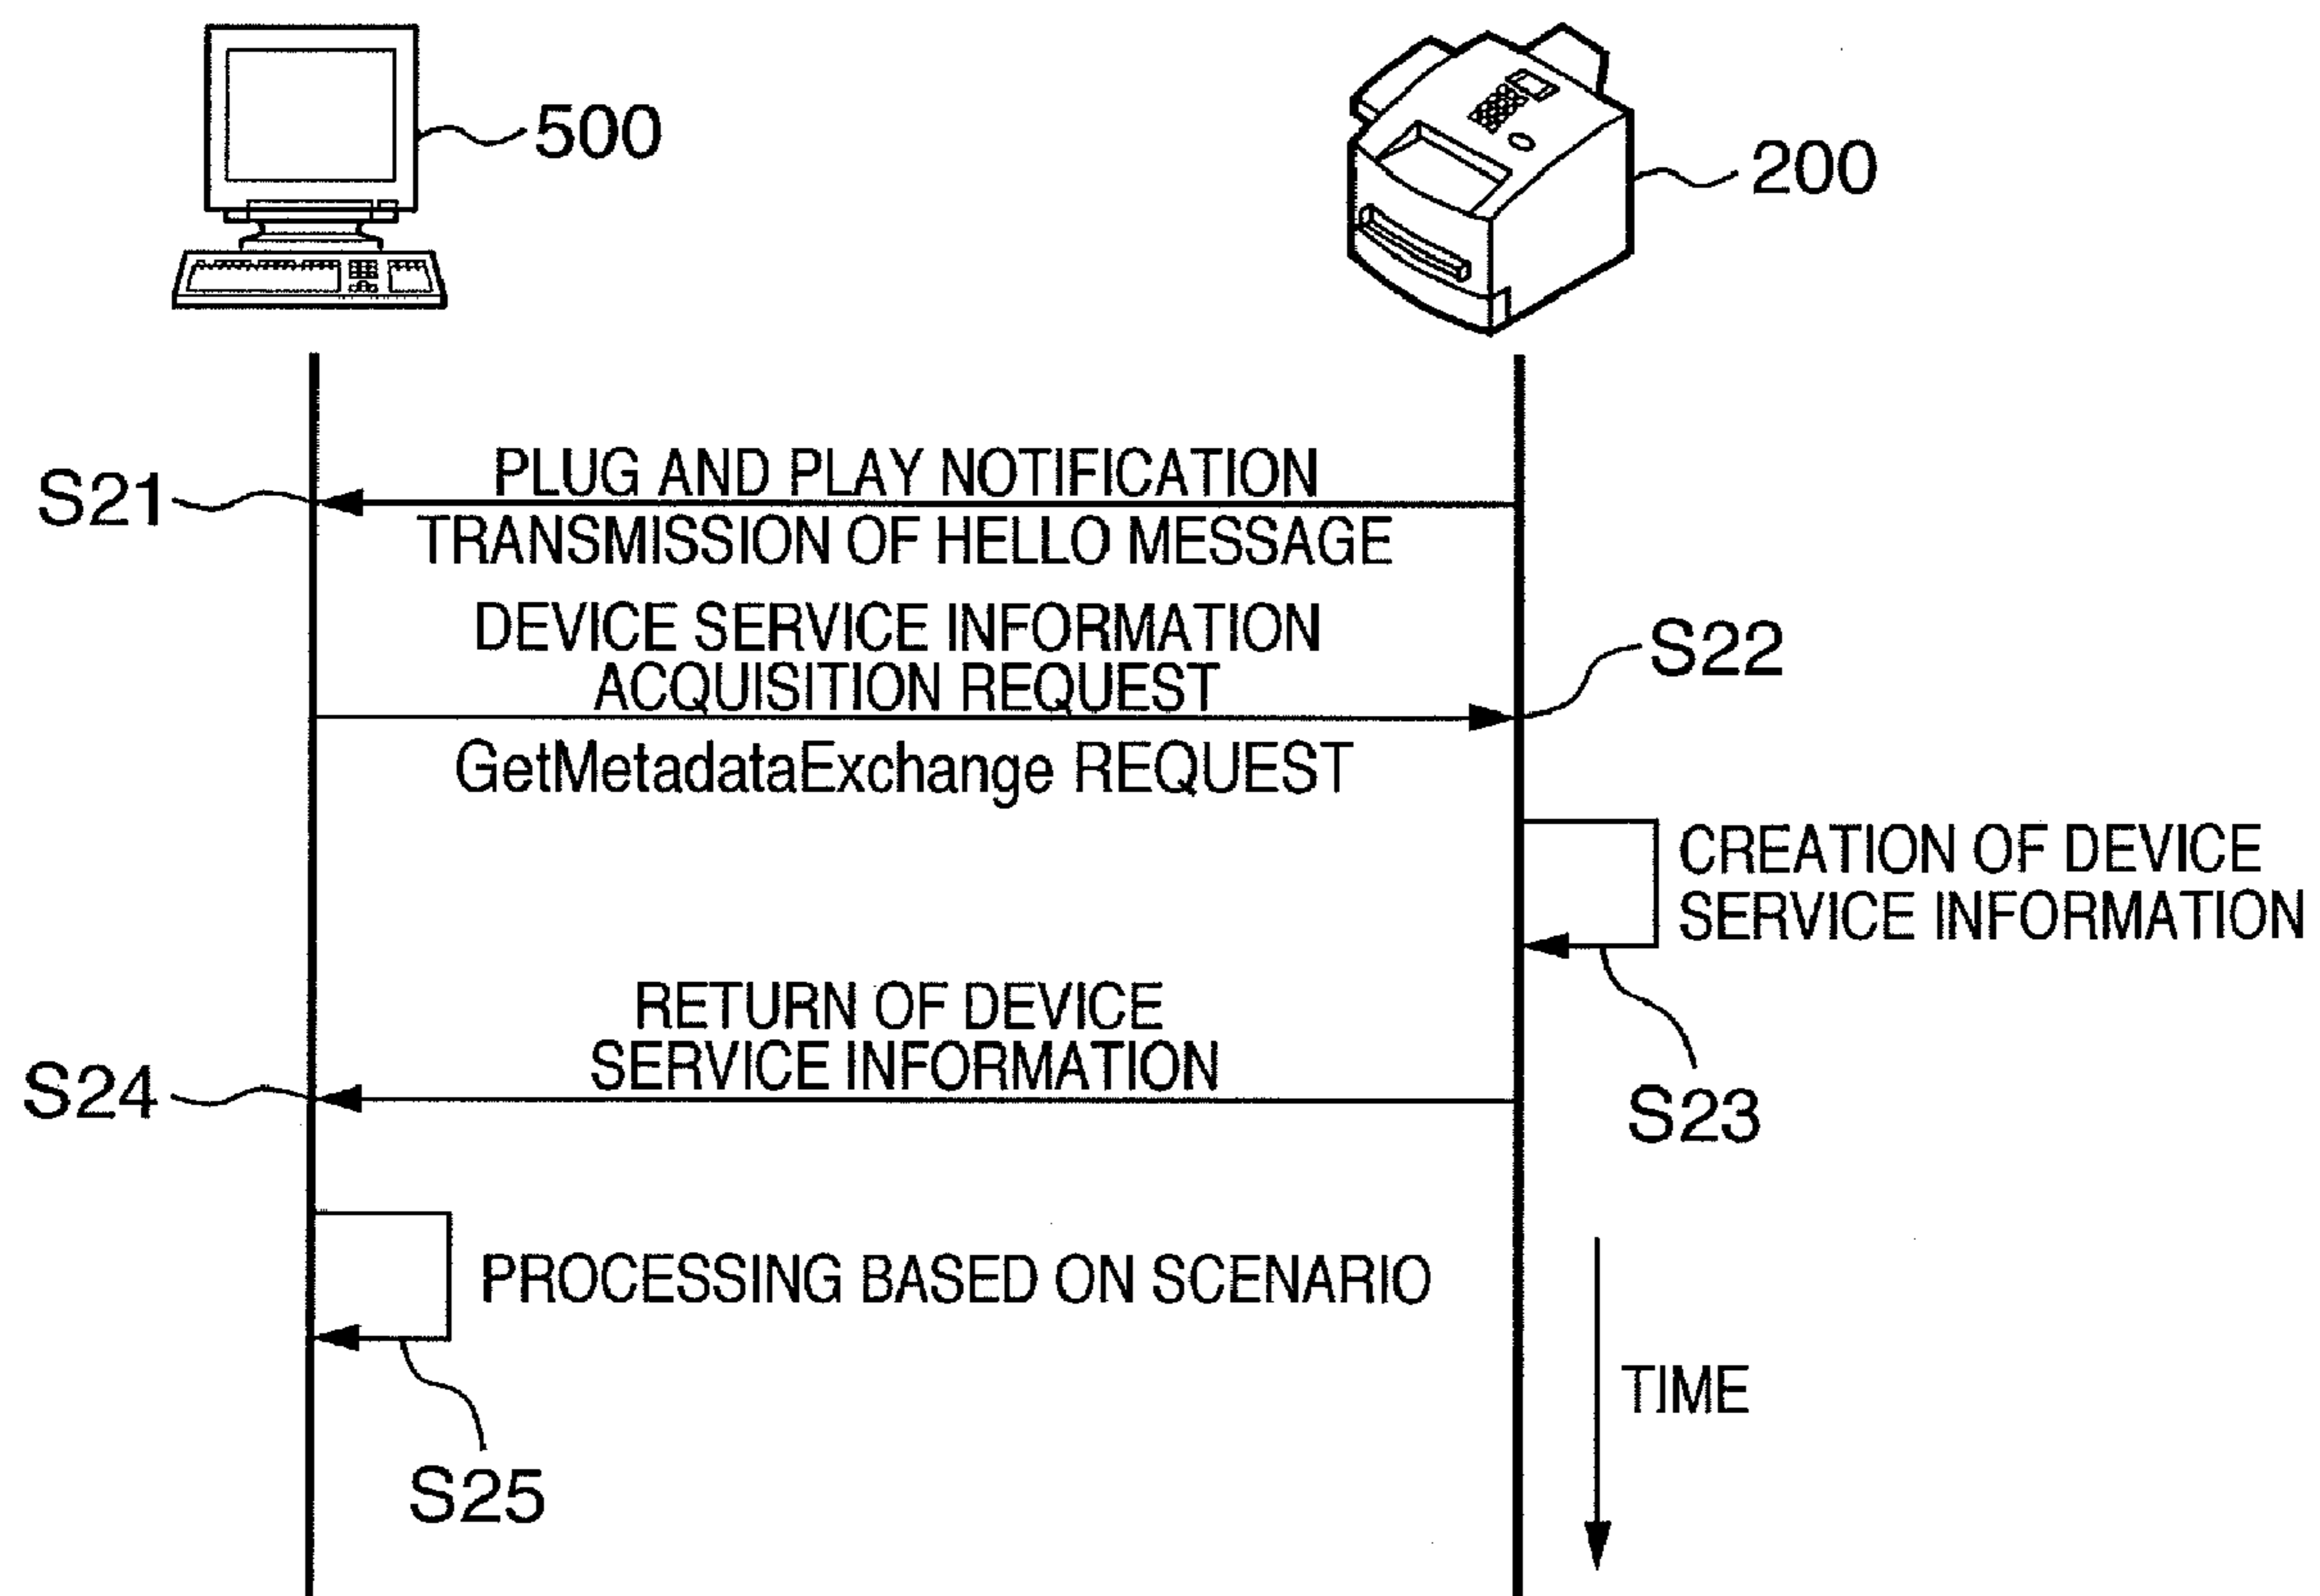 500
200
S21
PLUG AND PLAY NOTIFICATION
TRANSMISSION OF HELLO MESSAGE
DEVICE SERVICE INFORMATION
ACQUISITION REQUEST
S22
GetMetadataExchange REQUEST
CREATION OF DEVICE
SERVICE INFORMATION
S23
RETURN OF DEVICE
SERVICE INFORMATION
S24
PROCESSING BASED ON SCENARIO
S25
TIME